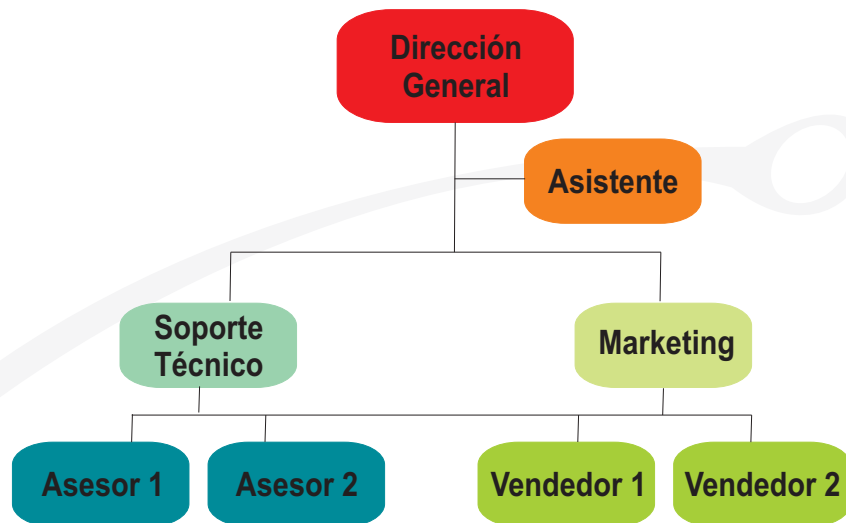 Dirección
General
Asistente
Soporte
Técnico
Marketing
Asesor 1
Asesor 2
Vendedor 1
Vendedor 2